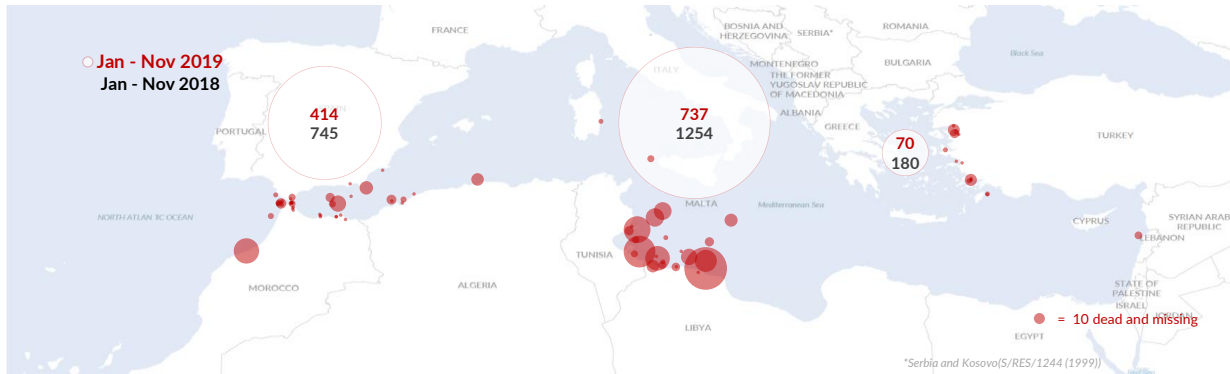 FRANCE
BOSNIA AND
HERZEGOVINA
SERBIA*
ROMANIA
Black Sea
Jan - Nov 2019
Jan - Nov 2018
ITALY
MONTENEGRO
BULGARIA
THE FORMER
YUGOSLAV REPUBLIC
OF MACEDONIA
414
745
737
1254
ALBANIA
PORTUGAL
GREECE
TURKEY
70
180
MALTA
Mediterranean Sea
NORTH ATLANTIC OCEAN
CYPRUS
SYRIAN ARAB
REPUBLIC
LEBANON
TUNISIA
MOROCCO
ALGERIA
STATE OF
PALESTINE
ISRAEL
JORDAN
= 10 dead and missing
LIBYA
EGYPT
*Serbia and Kosovo(S/RES/1244 (1999))